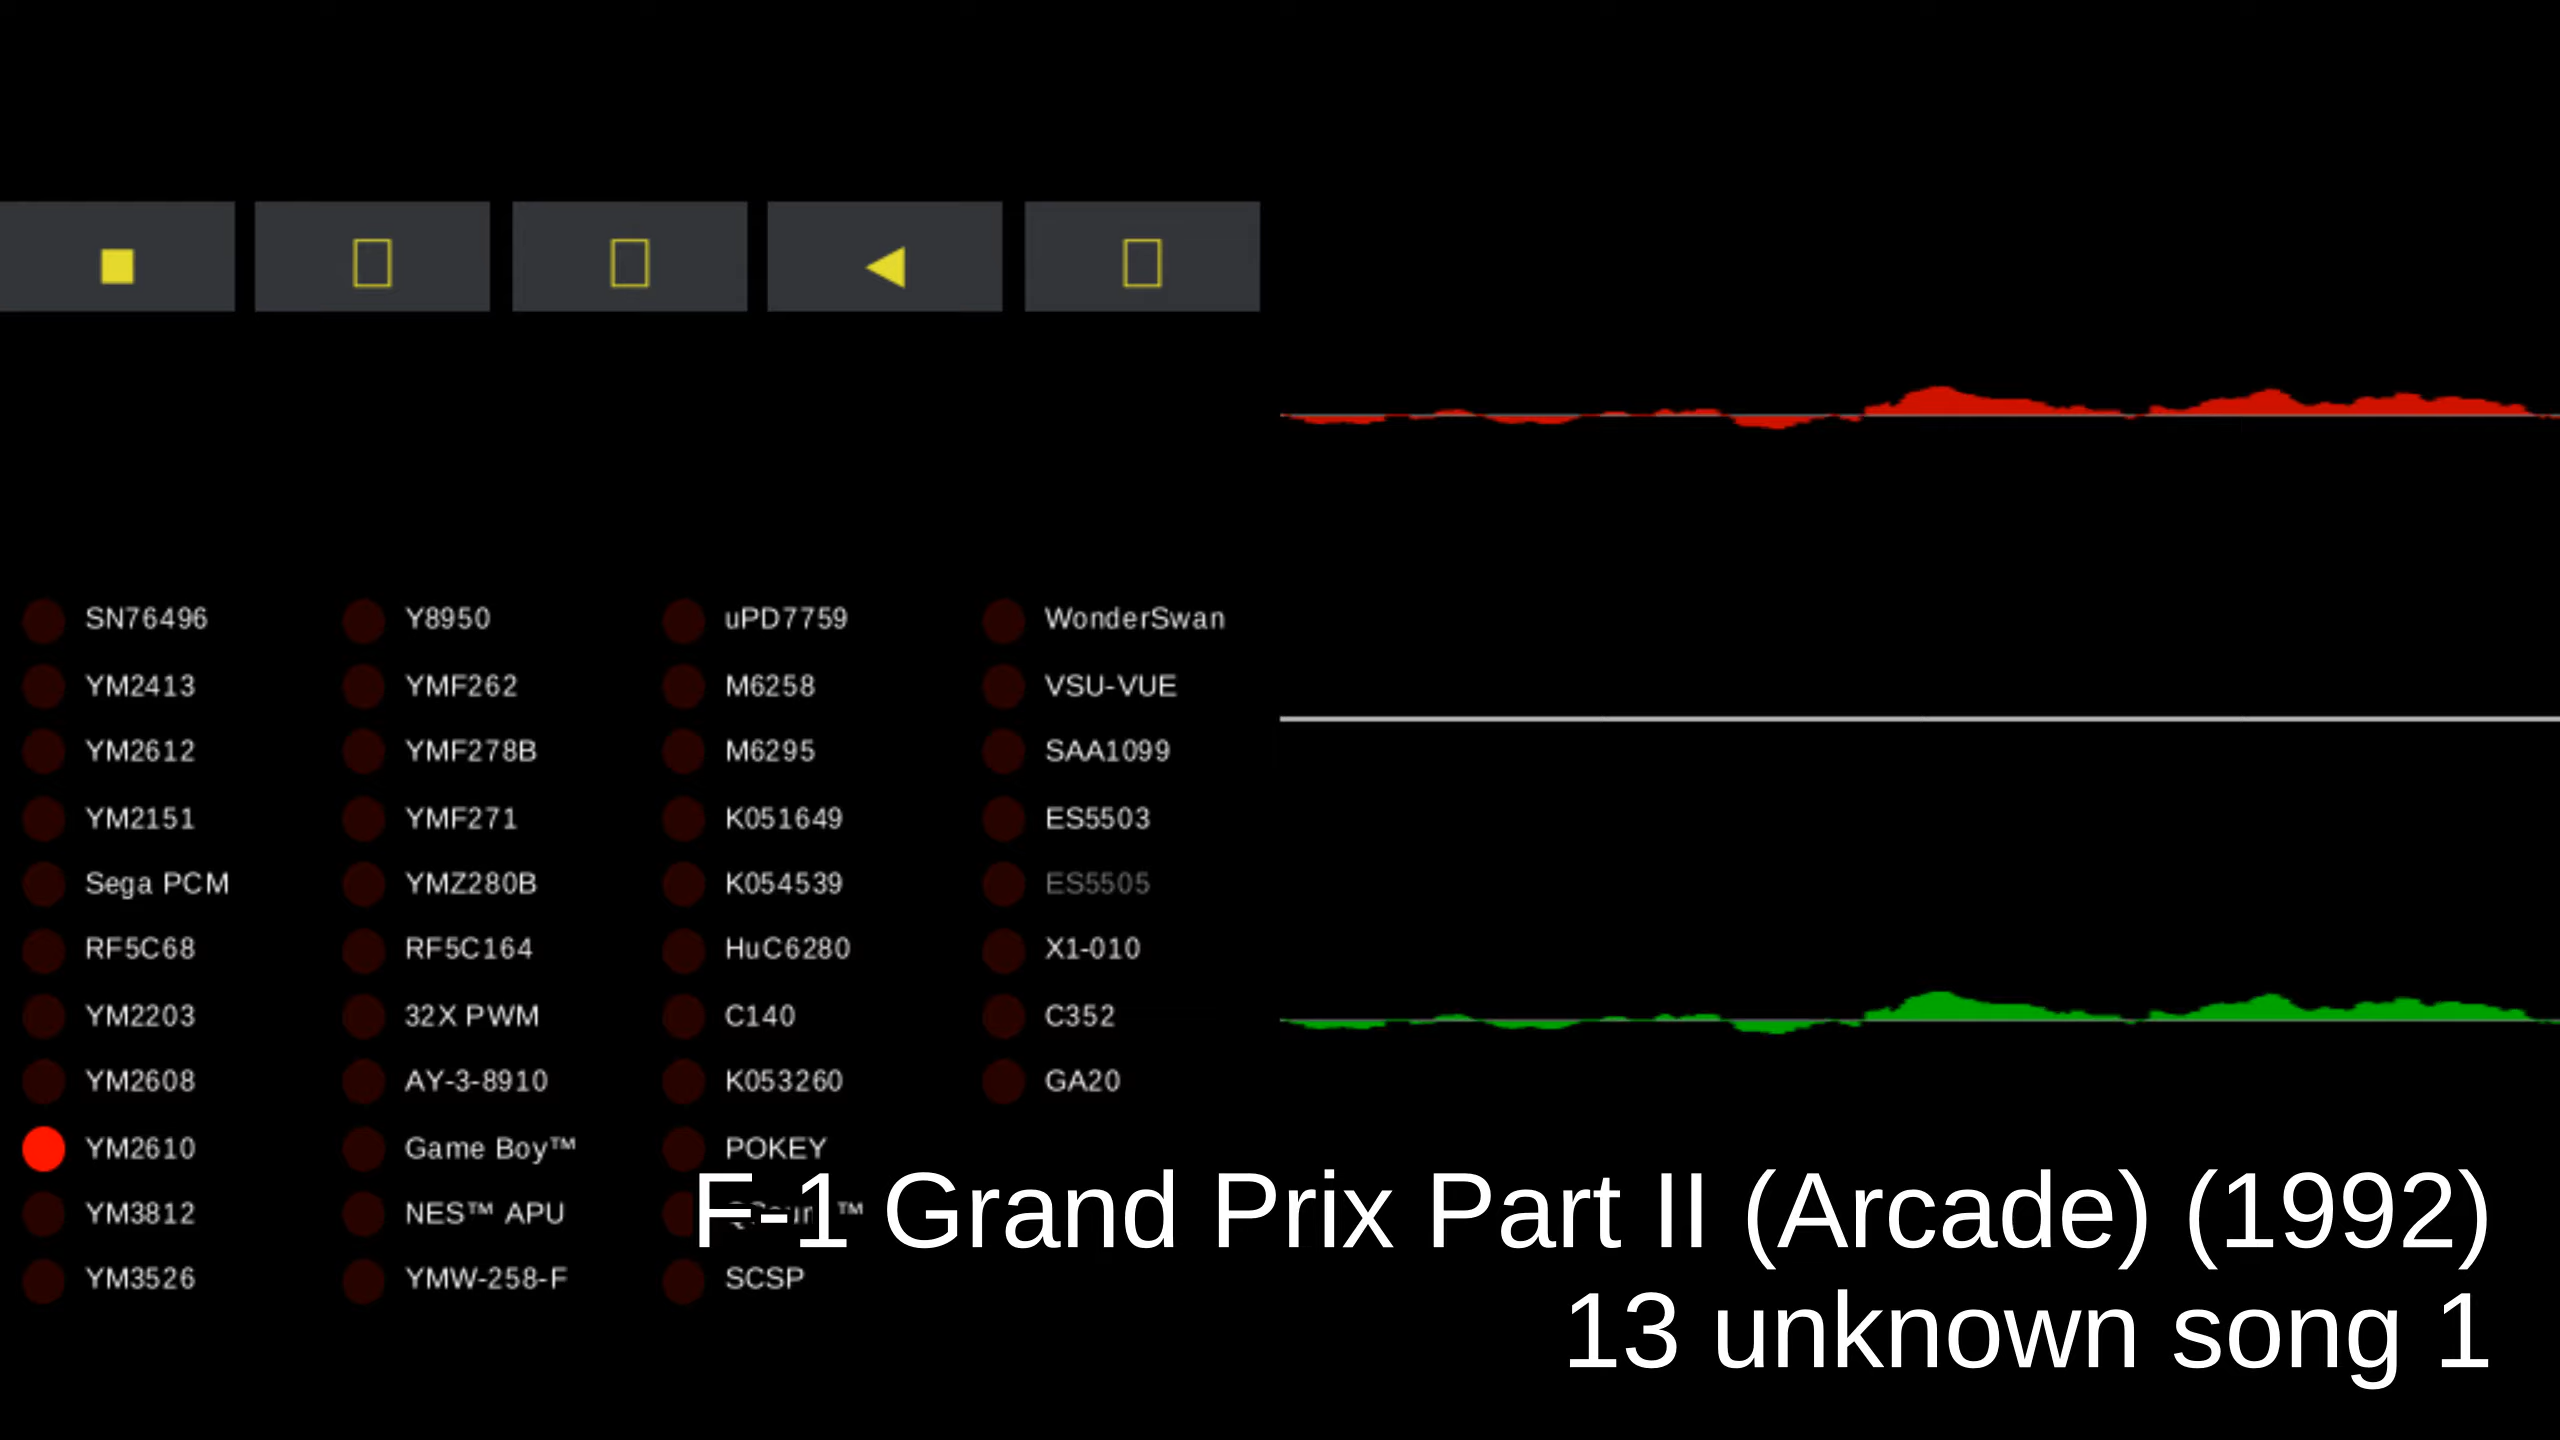 SN76496
YM2413
YM2612
YM2151
Sega PCM
RF5C68
YM2203
YM2608
YM2610
YM3812
YM3526
Y8950
YMF262
YMF278B
YMF271
YMZ280B
RF5C164
32X PWM
AY-3-8910
Game Boy™
NES™ APU
YMW-258-F
uPD7759
M6258
M6295
K051649
K054539
HuC6280
C140
K053260
POKEY
SCSP
WonderSwan
VSU-VUE
SAA1099
ES5503
ES5505
X1-010
C352
GA20
F-1 Grand Prix Part II (Arcade) (1992)
13 unknown song 1